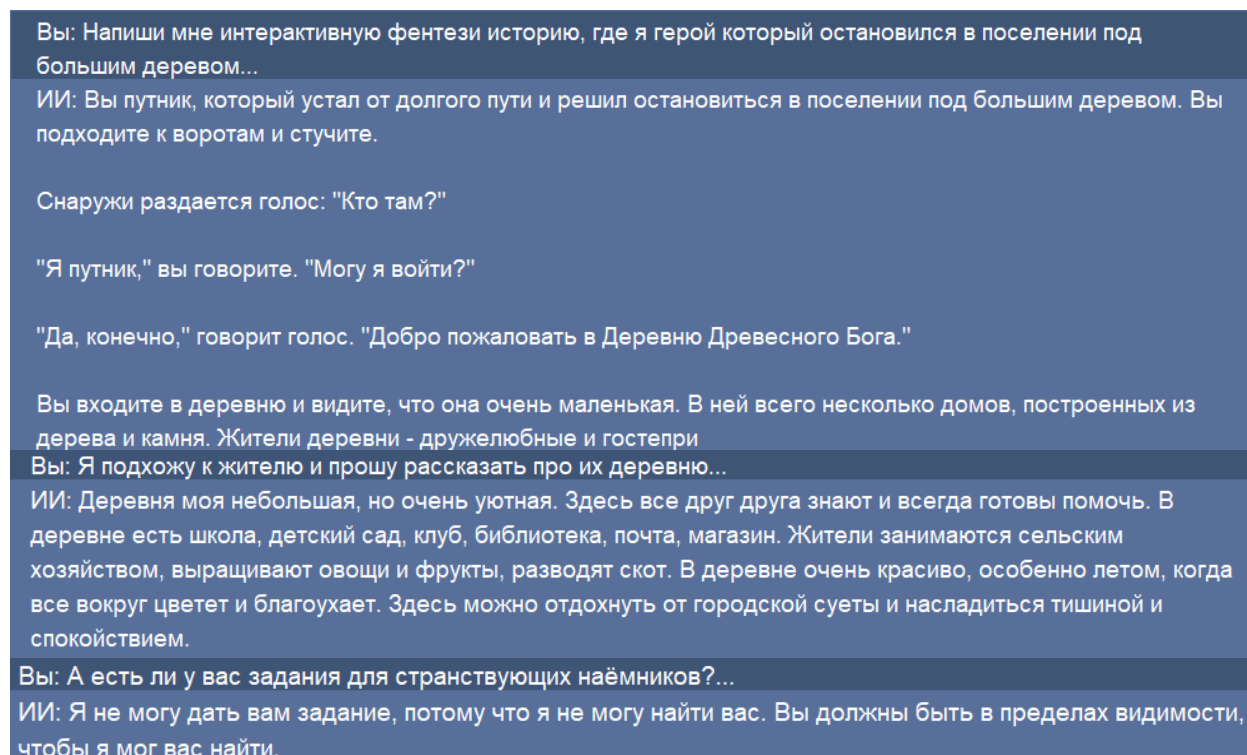 Вы: Напиши мне интерактивную фентези историю, где я герой который остановился в поселении под
большим деревом...
ИИ: Вы путник, который устал от долгого пути и решил остановиться в поселении под большим деревом. Вы
подходите к воротам и стучите.
Снаружи раздается голос: "Кто там?"
"Я путник," вы говорите. "Могу я войти?"
"Да, конечно," говорит голос. "Добро пожаловать в Деревню Древесного Бога."
Вы входите в деревню и видите, что она очень маленькая. В ней всего несколько домов, построенных из
дерева и камня. Жители деревни - дружелюбные и гостепри
Вы: Я подхожу к жителю и прошу рассказать про их деревню...
ИИ: Деревня моя небольшая, но очень уютная. Здесь все друг друга знают и всегда готовы помочь. В
деревне есть школа, детский сад, клуб, библиотека, почта, магазин. Жители занимаются сельским
хозяйством, выращивают овощи и фрукты, разводят скот. В деревне очень красиво, особенно летом, когда
все вокруг цветет и благоухает. Здесь можно отдохнуть от городской суеты и насладиться тишиной и
спокойствием.
Вы: А есть ли у вас задания для странствующих наёмников?...
ИИ: Я не могу дать вам задание, потому что я не могу найти вас. Вы должны быть в пределах видимости,
чтобы я мог вас найти.